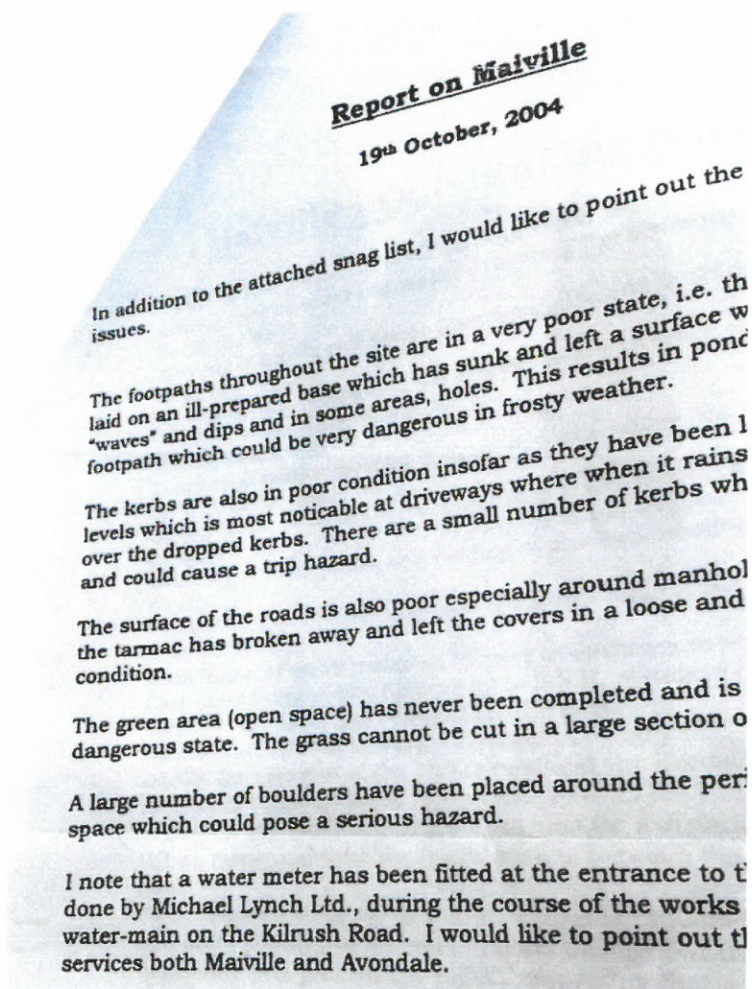 Report on Maiville
19th October, 2004
In addition to the attached snag list, I would like to point out the
issues.
The footpaths throughout the site are in a very poor state, i.e. th
laid on an ill-prepared base which has sunk and left a surface w
"waves" and dips and in some areas, holes. This results in pond
footpath which could be very dangerous in frosty weather.
The kerbs are also in poor condition insofar as they have been l
levels which is most noticable at driveways where when it rains
over the dropped kerbs. There are a small number of kerbs wh
and could cause a trip hazard.
The surface of the roads is also poor especially around manhol
the tarmac has broken away and left the covers in a loose and
condition.
The green area (open space) has never been completed and is
dangerous state. The grass cannot be cut in a large section o
A large number of boulders have been placed around the peri
space which could pose a serious hazard.
I note that a water meter has been fitted at the entrance to t
done by Michael Lynch Ltd., during the course of the works
water-main on the Kilrush Road. I would like to point out th
services both Maiville and Avondale.